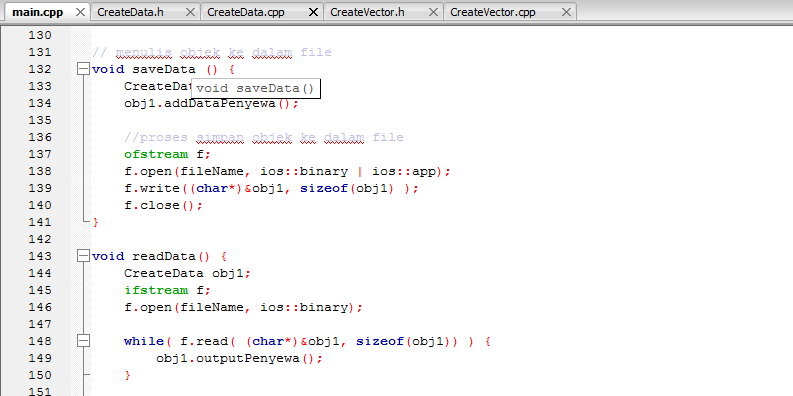 main.cpp CreateData.h CreateData.cpp CreateVector.h CreateVector.cpp
130
131 // menulis objek ke dalam file
132 void saveData () {
133 CreateDat void saveData()
134 obj1.addDataPenyewa();
135
136 //proses simpan objek ke dalam file
137 ofstream f;
138 f.open(fileName, ios::binary | ios::app);
139 f.write((char*)&obj1, sizeof(obj1) );
140 f.close();
141 }
142
143 void readData() {
144 CreateData obj1;
145 ifstream f;
146 f.open(fileName, ios::binary);
147
148 while( f.read( (char*)&obj1, sizeof(obj1)) ) {
149 obj1.outputPenyewa();
150 }
151